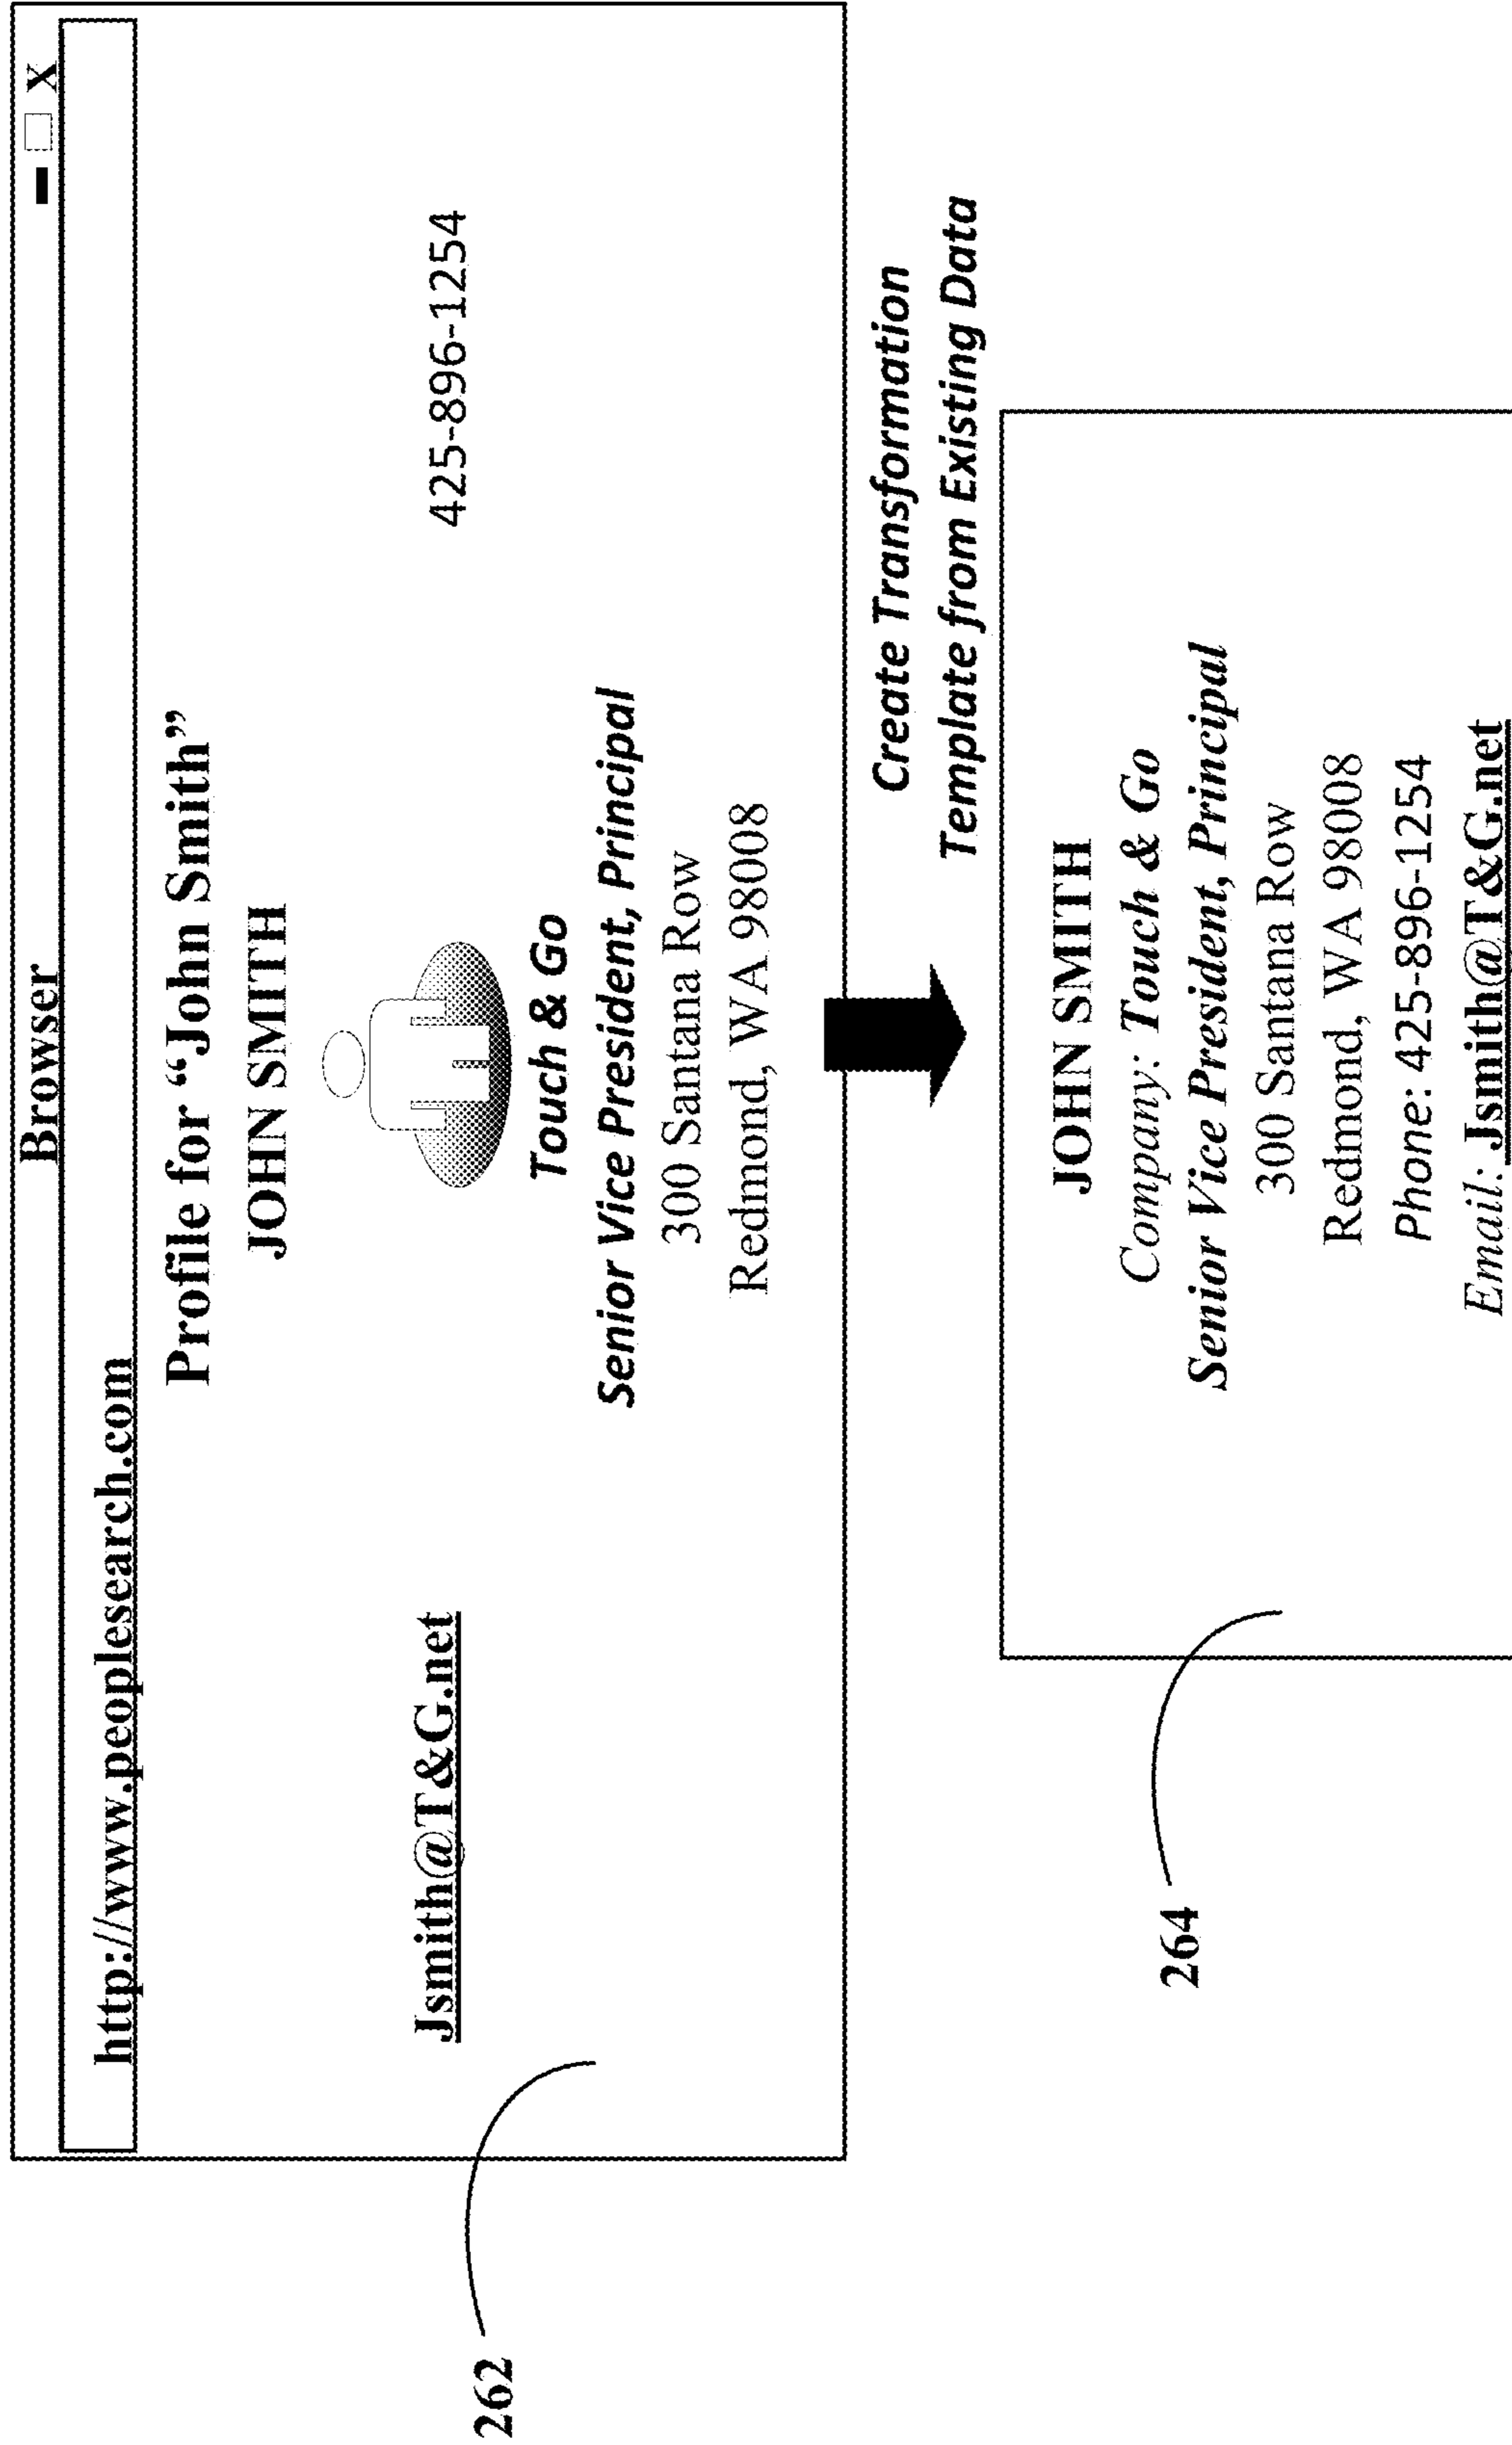 Browser
X
http://www.peoplesearch.com
Profile for “John Smith”
JOHN SMITH
Jsmith@T&G.net
425-896-1254
Touch & Go
Senior Vice President, Principal
300 Santana Row
Redmond, WA 98008
262
Create Transformation
Template from Existing Data
JOHN SMITH
Company: Touch & Go
Senior Vice President, Principal
300 Santana Row
Redmond, WA 98008
Phone: 425-896-1254
Email: Jsmith@T&G.net
264